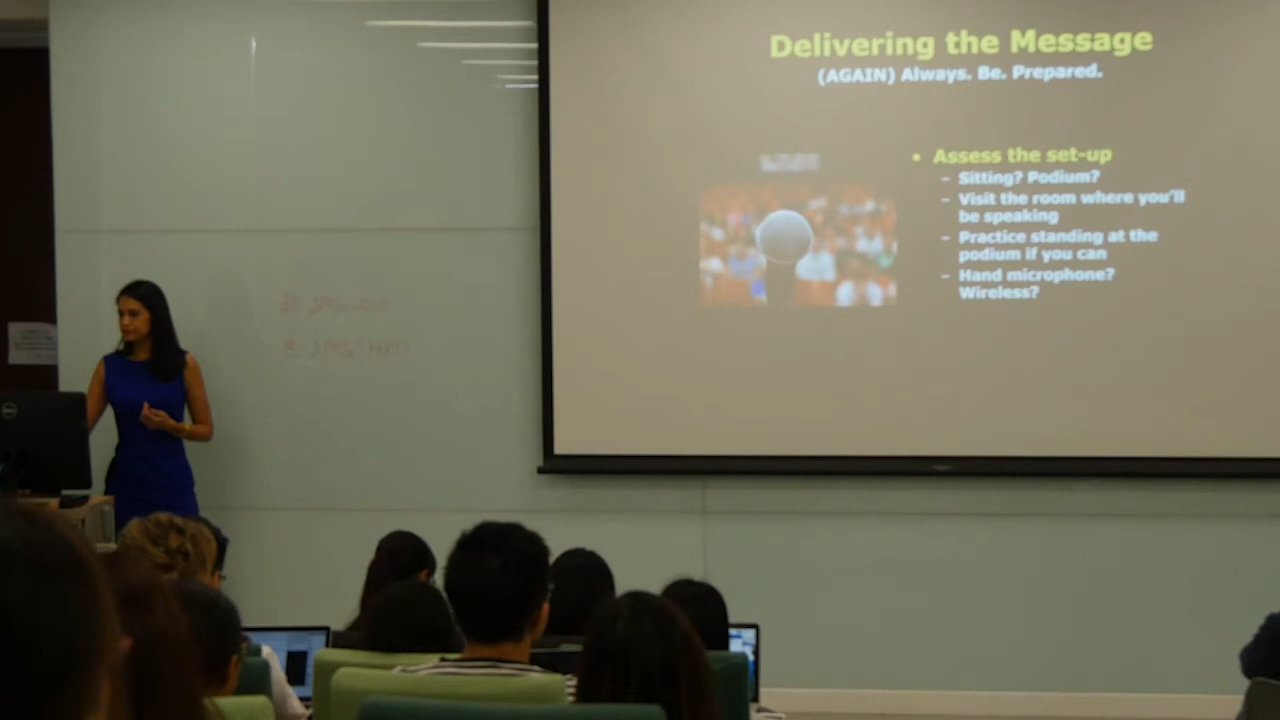 Delivering the Message
(AGAIN) Always. Be. Prepared.
• Assess the set-up
– Sitting? Podium?
– Visit the room where you'll
be speaking
– Practice standing at the
podium if you can
– Hand microphone?
Wireless?
DELL